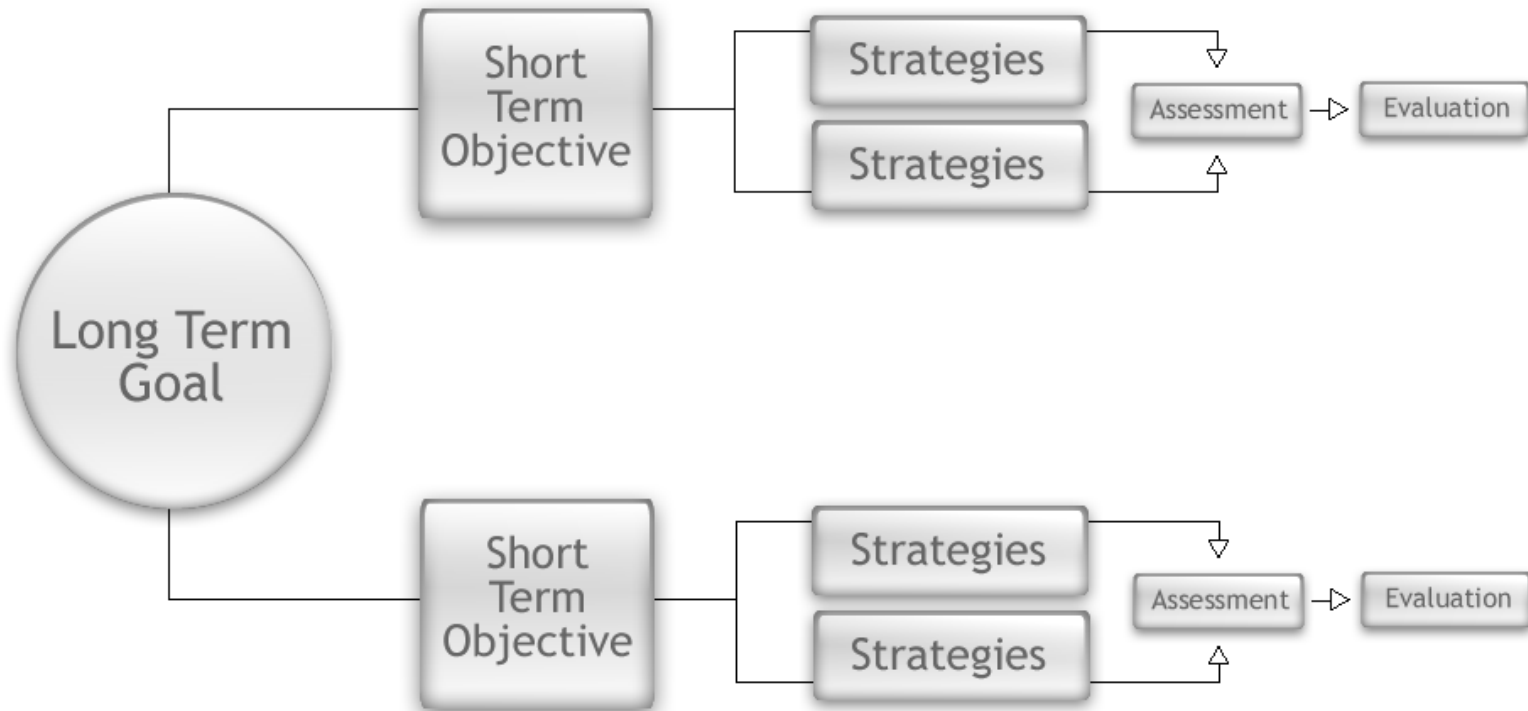 Long Term
Goal
Short
Term
Objective
Strategies
Strategies
Assessment
Evaluation
Short
Term
Objective
Strategies
Strategies
Assessment
Evaluation